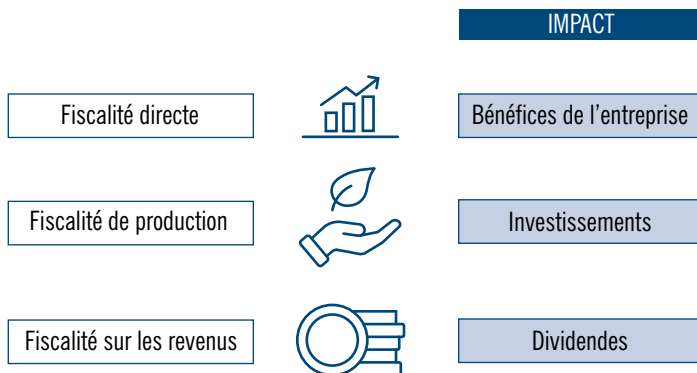 IMPACT
Fiscalité directe
Bénéfices de l’entreprise
Fiscalité de production
Investissements
Fiscalité sur les revenus
Dividendes